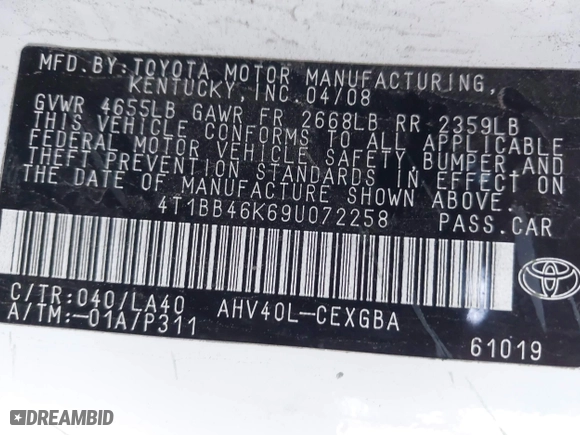 MFD.BY:TOYOTA MOTOR MANUFACTURING,
KENTUCKY, INC 04/08
GVWR 4655LB GAWR FR 2668LB RR 2359LB
THIS VEHICLE CONFORMS TO ALL APPLICABLE
FEDERAL MOTOR VEHICLE SAFETY, BUMPER AND
THEFT PREVENTION STANDARDS IN EFFECT ON
THE DATE OF MANUFACTURE SHOWN ABOVE.
4T1BB46K69U072258 PASS.CAR
C/TR:040/LA40 AHV40L-CEXGBA
A/TM:-01A/P311
61019
DREAMBID